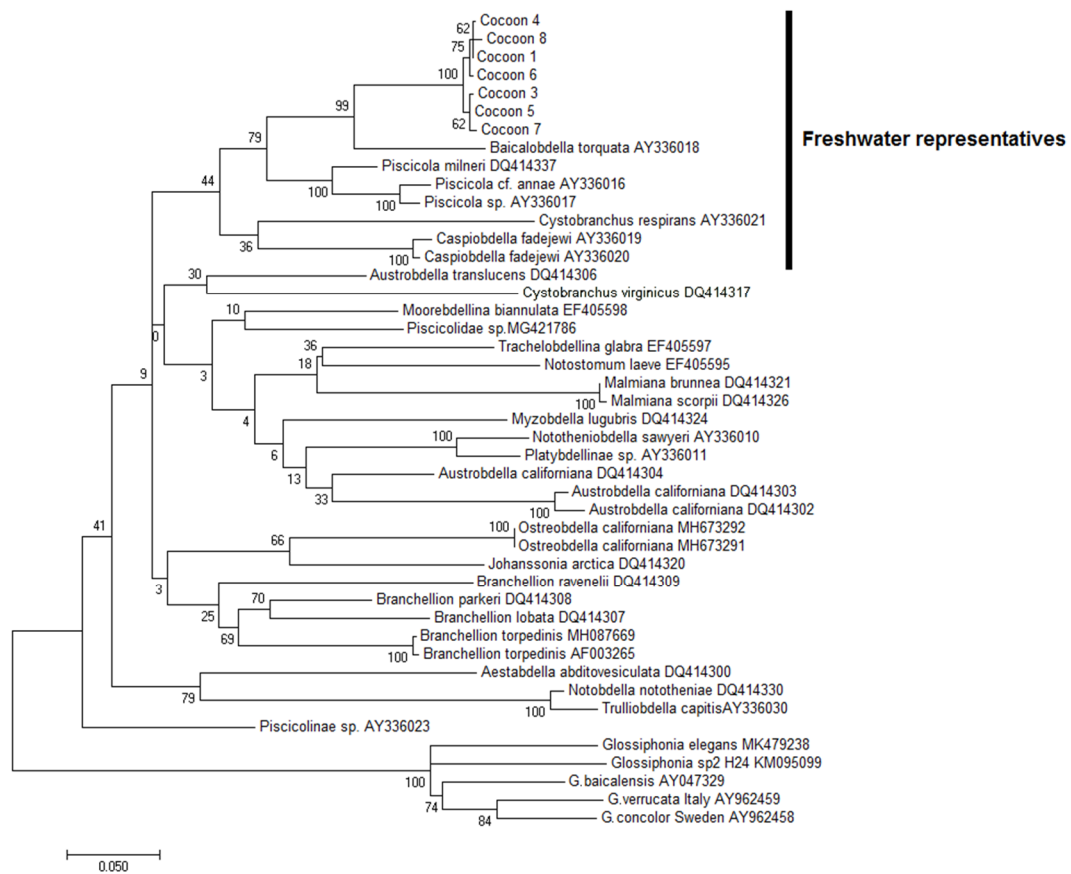 Cocoon 4
62
Cocoon 8
75
Cocoon 1
100
Cocoon 6
Cocoon 3
99
Cocoon 5
62
Cocoon 7
Freshwater representatives
79
Baicalobdella torquata AY336018
Piscicola milneri DQ414337
44
100
Piscicola cf. annae AY336016
100
Piscicola sp. AY336017
Cystobranchus respirans AY336021
36
Caspiobdella fadejewi AY336019
100
Caspiobdella fadejewi AY336020
30
Austrobdella translucens DQ414306
Cystobranchus virginicus DQ414317
10
Moorebdellina biannulata EF405598
0
Piscicolidae sp.MG421786
36
Trachelobdellina glabra EF405597
18
Notostomum laeve EF405595
9
3
Malmiana brunnea DQ414321
100
Malmiana scorpii DQ414326
4
Myzobdella lugubris DQ414324
100
Nototheniobdella sawyeri AY336010
6
Platybdellinae sp. AY336011
13
Austrobdella californiana DQ414304
33
Austrobdella californiana DQ414303
100
Austrobdella californiana DQ414302
41
100
Ostreobdella californiana MH673292
66
Ostreobdella californiana MH673291
Johanssonia arctica DQ414320
3
Branchellion ravenelii DQ414309
70
Branchellion parkeri DQ414308
25
Branchellion lobata DQ414307
69
Branchellion torpedinis MH087669
100
Branchellion torpedinis AF003265
Aestabdella abditovesiculata DQ414300
79
Notobdella nototheniae DQ414330
100
Trulliobdella capitisAY336030
Piscicolinae sp. AY336023
Glossiphonia elegans MK479238
Glossiphonia sp2 H24 KM095099
100
G.baicalensis AY047329
74
G.verrucata Italy AY962459
84
G.concolor Sweden AY962458
0.050